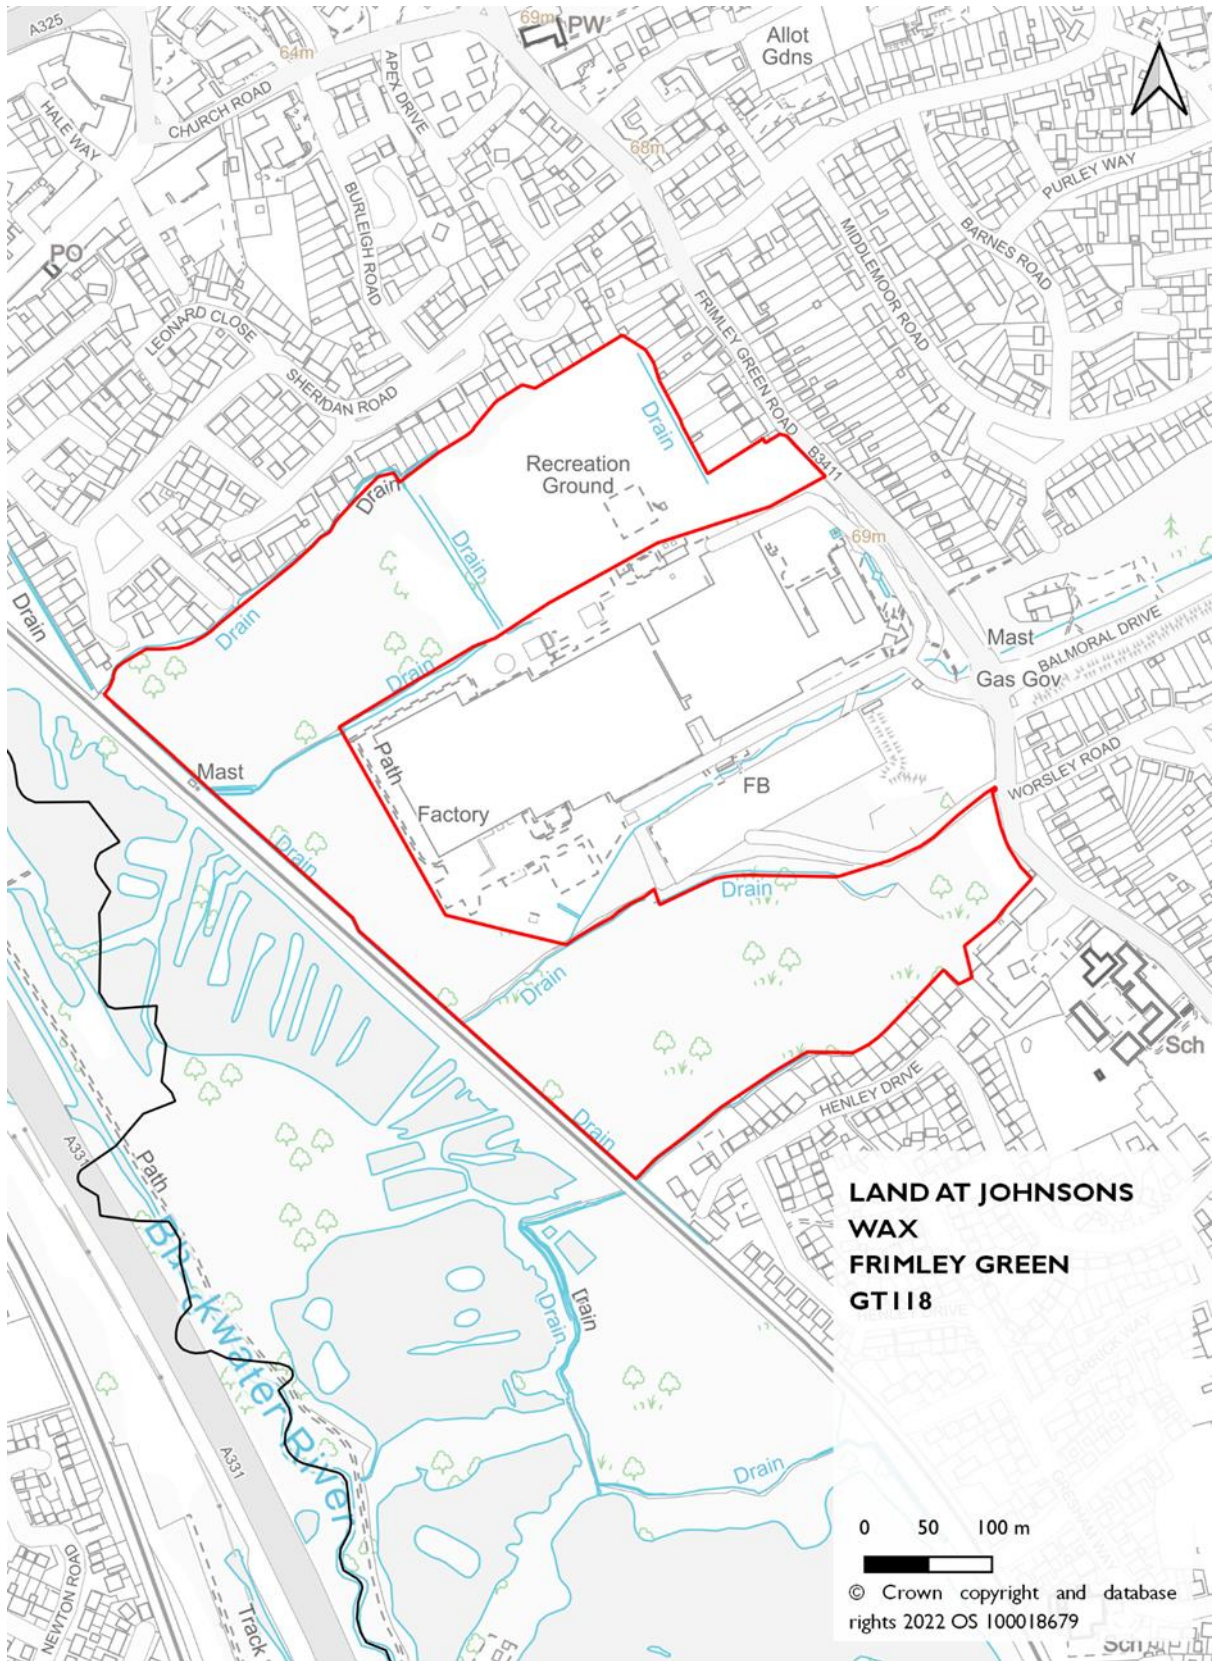 A325
69m
PW
Allot
Gdns
64m
HALE WAY
CHURCH ROAD
APEX DRIVE
68m
PURLEY WAY
BURLEIGH ROAD
MIDDLEMOOR ROAD
BARNES ROAD
PO
LEONARD CLOSE
SHERIDAN ROAD
FRIMLEY GREEN ROAD
B3411
Drain
Recreation
Ground
Drain
Drain
69m
Drain
Drain
Drain
Mast
BALMORAL DRIVE
Gas Gov
Mast
Path
FB
WORSLEY ROAD
Factory
Drain
Drain
Drain
Sch
HENLEY DRIVE
Drain
A331
Path
Blackwater River
LAND AT JOHNSONS
WAX
FRIMLEY GREEN
GT118
Drain
Drain
A331
Drain
NEWTON ROAD
Track
0 50 100 m
© Crown copyright and database
rights 2022 OS 100018679
Sch